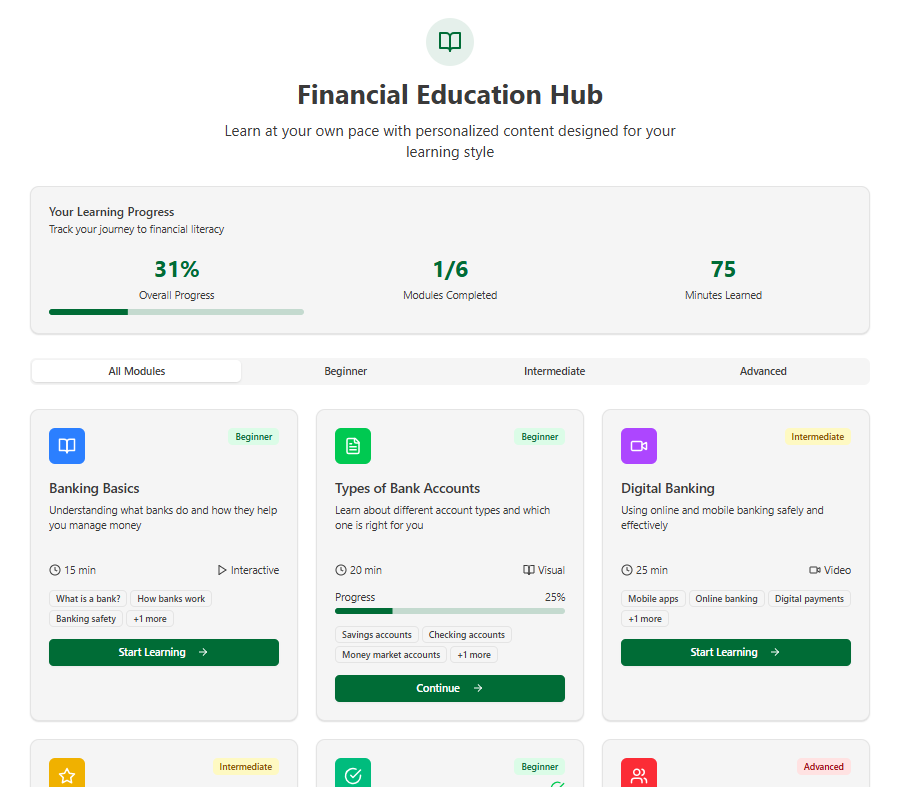 Financial Education Hub
Learn at your own pace with personalized content designed for your
learning style
Your Learning Progress
Track your journey to financial literacy
31%
Overall Progress
1/6
Modules Completed
75
Minutes Learned
All Modules
Beginner
Intermediate
Advanced
Beginner
Banking Basics
Understanding what banks do and how they help
you manage money
15 min
Interactive
What is a bank?
How banks work
Banking safety
+1 more
Start Learning
Beginner
Types of Bank Accounts
Learn about different account types and which
one is right for you
20 min
Visual
Progress
25%
Savings accounts
Checking accounts
Money market accounts
+1 more
Continue
Intermediate
Digital Banking
Using online and mobile banking safely and
effectively
25 min
Video
Mobile apps
Online banking
Digital payments
+1 more
Start Learning
Intermediate
Beginner
Advanced